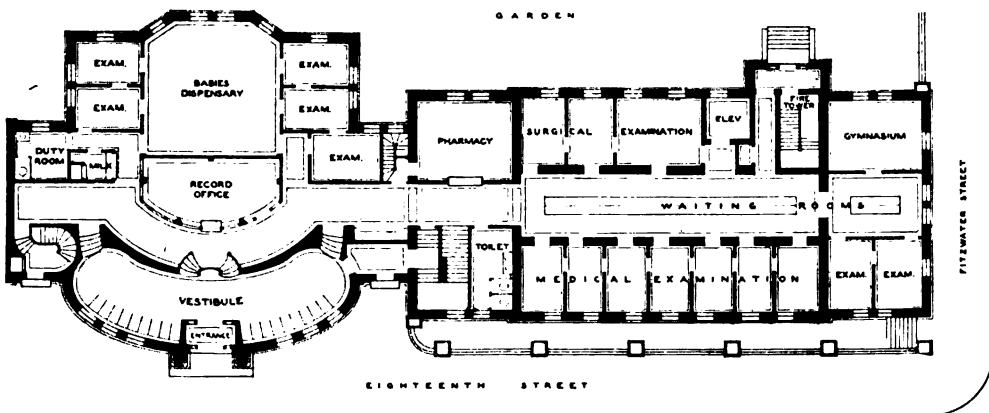 GARDEN
EXAM.
EXAM.
BABIES
DISPENSARY
EXAM.
EXAM.
DUTY
ROOM
MILK
RECORD
OFFICE
EXAM.
PHARMACY
SURGICAL
EXAMINATION
ELEV
FIRE
TOWER
GYMNASIUM
WAITING ROOMS
TOILET
MEDICAL EXAMINATION
EXAM.
EXAM.
VESTIBULE
ENTRANCE
FITZWATER STREET
EIGHTEENTH STREET